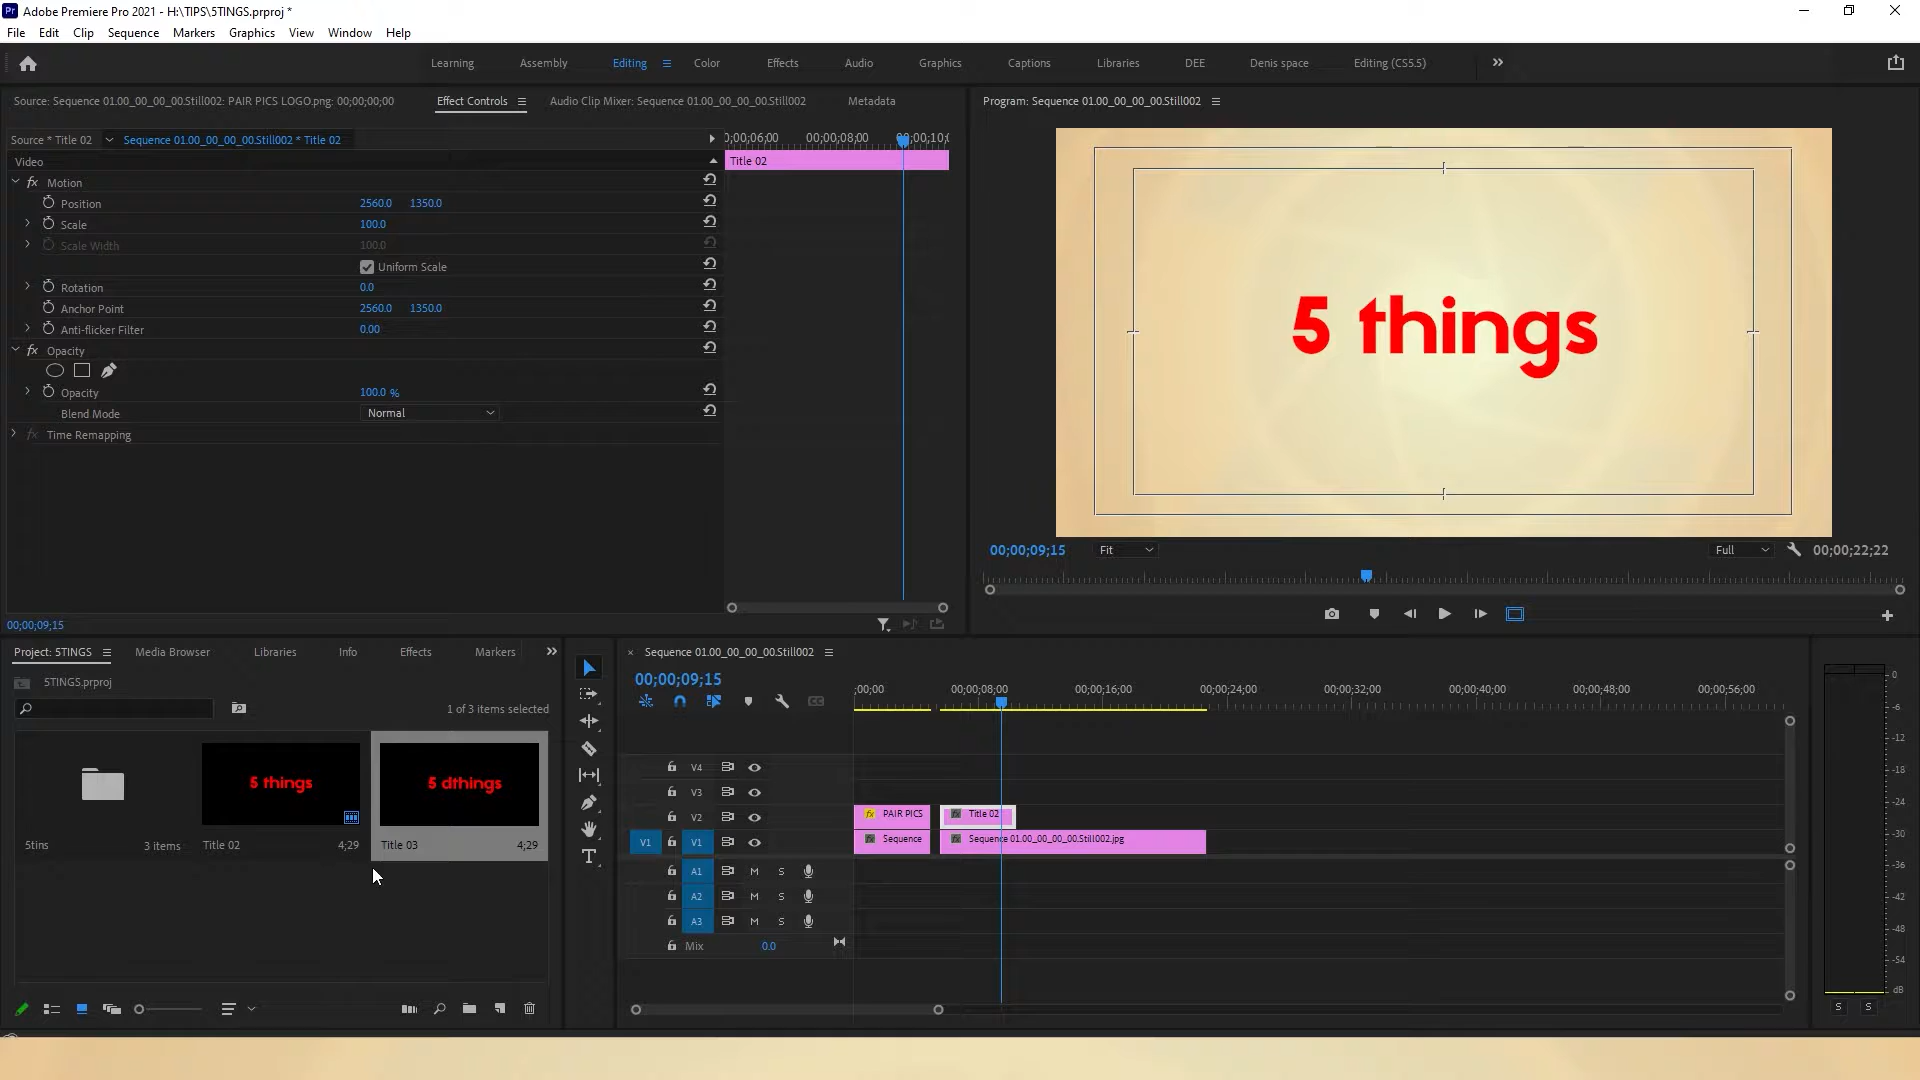 Pr Adobe Premiere Pro 2021 - H:\TIPS\5TINGS.prproj *
File Edit Clip Sequence Markers Graphics View Window Help
Learning Assembly Editing Color Effects Audio Graphics Captions Libraries DEE Denis space Editing (CS5.5)
Source: Sequence 01.00_00_00_00.Still002: PAIR PICS LOGO.png: 00;00;00;00 Effect Controls Audio Clip Mixer: Sequence 01.00_00_00_00.Still002 Metadata
Source * Title 02 Sequence 01.00_00_00_00.Still002 * Title 02
Video
fx Motion
Position 2560.0 1350.0
Scale 100.0
Scale Width 100.0
Uniform Scale
Rotation 0.0
Anchor Point 2560.0 1350.0
Anti-flicker Filter 0.00
fx Opacity
Opacity 100.0 %
Blend Mode Normal
fx Time Remapping
00;00;09;15
00;00;06;00 00;00;08;00 00;00;10;
Title 02
Program: Sequence 01.00_00_00_00.Still002
5 things
00;00;09;15 Fit Full 00;00;22;22
Project: 5TINGS Media Browser Libraries Info Effects Markers
5TINGS.prproj
1 of 3 items selected
5 things
5 dthings
5tins 3 items Title 02 4;29 Title 03 4;29
× Sequence 01.00_00_00_00.Still002
00;00;09;15
;00;00 00;00;08;00 00;00;16;00 00;00;24;00 00;00;32;00 00;00;40;00 00;00;48;00 00;00;56;00
V4
V3
V2 fx PAIR PICS fx Title 02
V1 V1 fx Sequence fx Sequence 01.00_00_00_00.Still002.jpg
A1 M S
A2 M S
A3 M S
Mix 0.0
0
-6
-12
-18
-24
-30
-36
-42
-48
-54
dB
S S